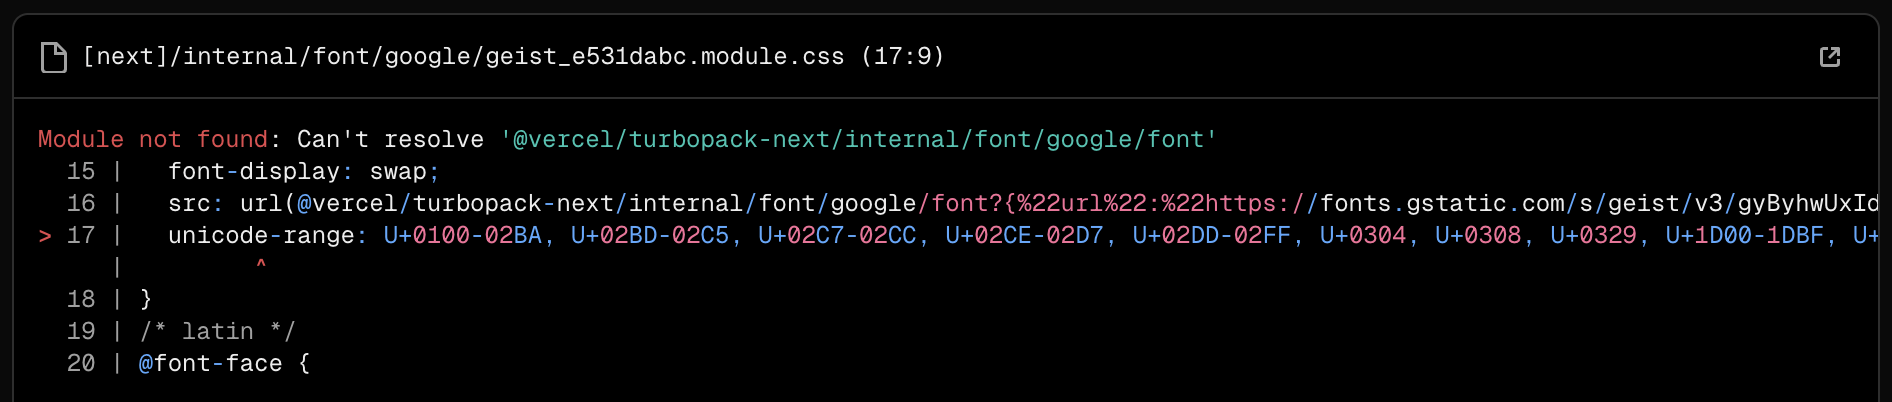 [next]/internal/font/google/geist_e531dabc.module.css (17:9)
Module not found: Can't resolve '@vercel/turbopack-next/internal/font/google/font'
15 |   font-display: swap;
16 |   src: url(@vercel/turbopack-next/internal/font/google/font?{%22url%22:%22https://fonts.gstatic.com/s/geist/v3/gyByhwUxId
> 17 |   unicode-range: U+0100-02BA, U+02BD-02C5, U+02C7-02CC, U+02CE-02D7, U+02DD-02FF, U+0304, U+0308, U+0329, U+1D00-1DBF, U+
|         ^
18 | }
19 | /* latin */
20 | @font-face {